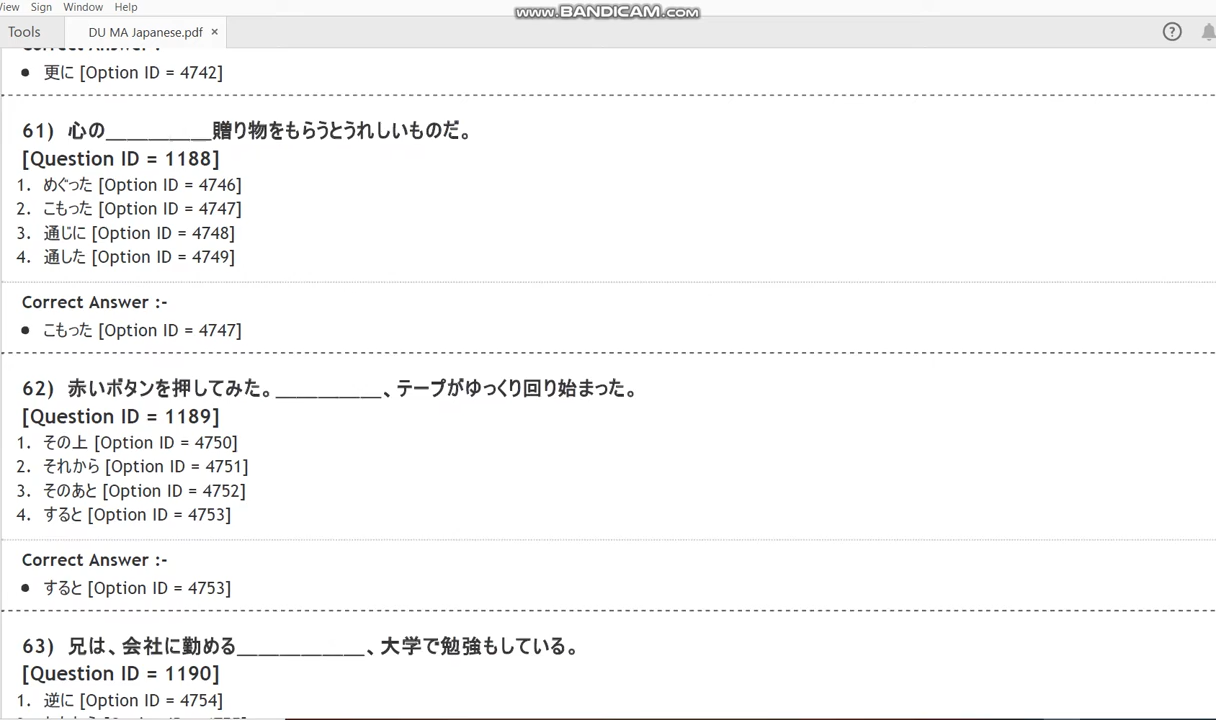 View Sign Window Help
www.BANDICAM.com
Tools DU MA Japanese.pdf ×
Correct Answer :-
● 更に [Option ID = 4742]
61) 心の__________贈り物をもらうとうれしいものだ。
[Question ID = 1188]
1. めぐった [Option ID = 4746]
2. こもった [Option ID = 4747]
3. 通じに [Option ID = 4748]
4. 通した [Option ID = 4749]
Correct Answer :-
● こもった [Option ID = 4747]
62) 赤いボタンを押してみた。__________、テープがゆっくり回り始まった。
[Question ID = 1189]
1. その上 [Option ID = 4750]
2. それから [Option ID = 4751]
3. そのあと [Option ID = 4752]
4. すると [Option ID = 4753]
Correct Answer :-
● すると [Option ID = 4753]
63) 兄は、会社に勤める____________、大学で勉強もしている。
[Question ID = 1190]
1. 逆に [Option ID = 4754]